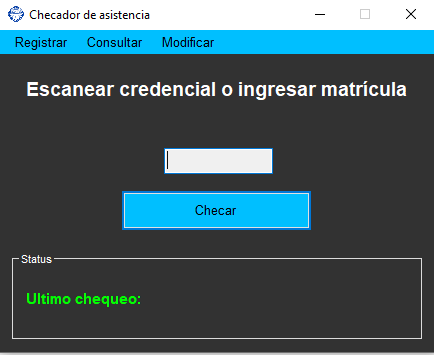 Checador de asistencia
Registrar Consultar Modificar
Escanear credencial o ingresar matrícula
Checar
Status
Ultimo chequeo: